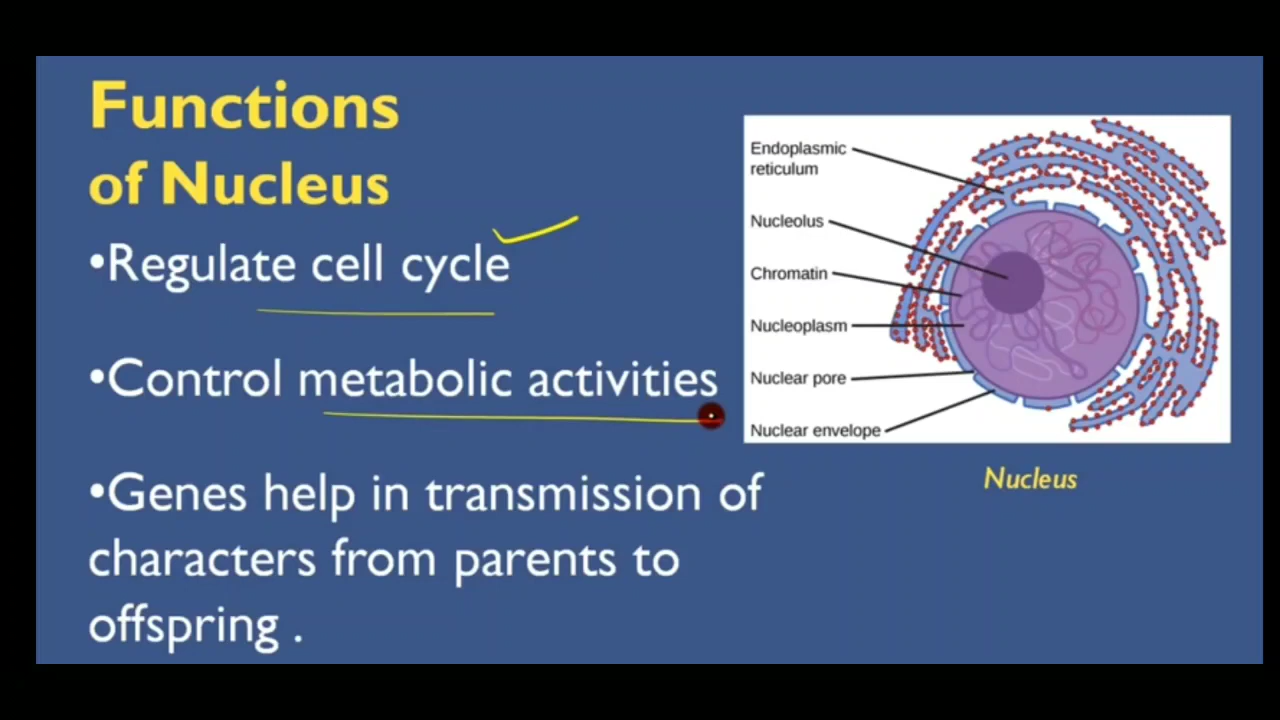 Functions
of Nucleus
•Regulate cell cycle
•Control metabolic activities
•Genes help in transmission of
characters from parents to
offspring .
Endoplasmic
reticulum
Nucleolus
Chromatin
Nucleoplasm
Nuclear pore
Nuclear envelope
Nucleus